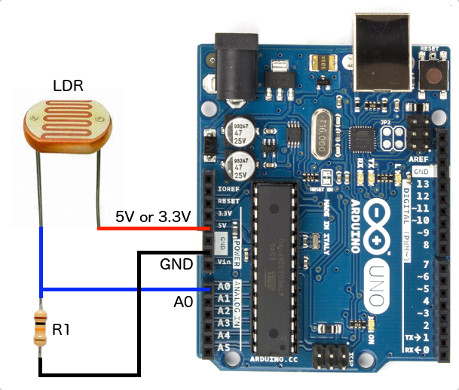 LDR
5V or 3.3V
GND
A0
R1
IOREF
RESET
3.3V
5V
GND
Vin
POWER
A0
A1
A2
A3
A4
A5
ANALOG IN
47
25V
47
25V
T16.000
RESET
JP2
AREF
GND
13
12
11
10
9
8
7
6
5
4
3
2
TX→1
RX←0
DIGITAL (PWM~)
TX
RX
L
MADE IN ITALY
ARDUINO
UNO
ON
ICSP
ARDUINO.CC